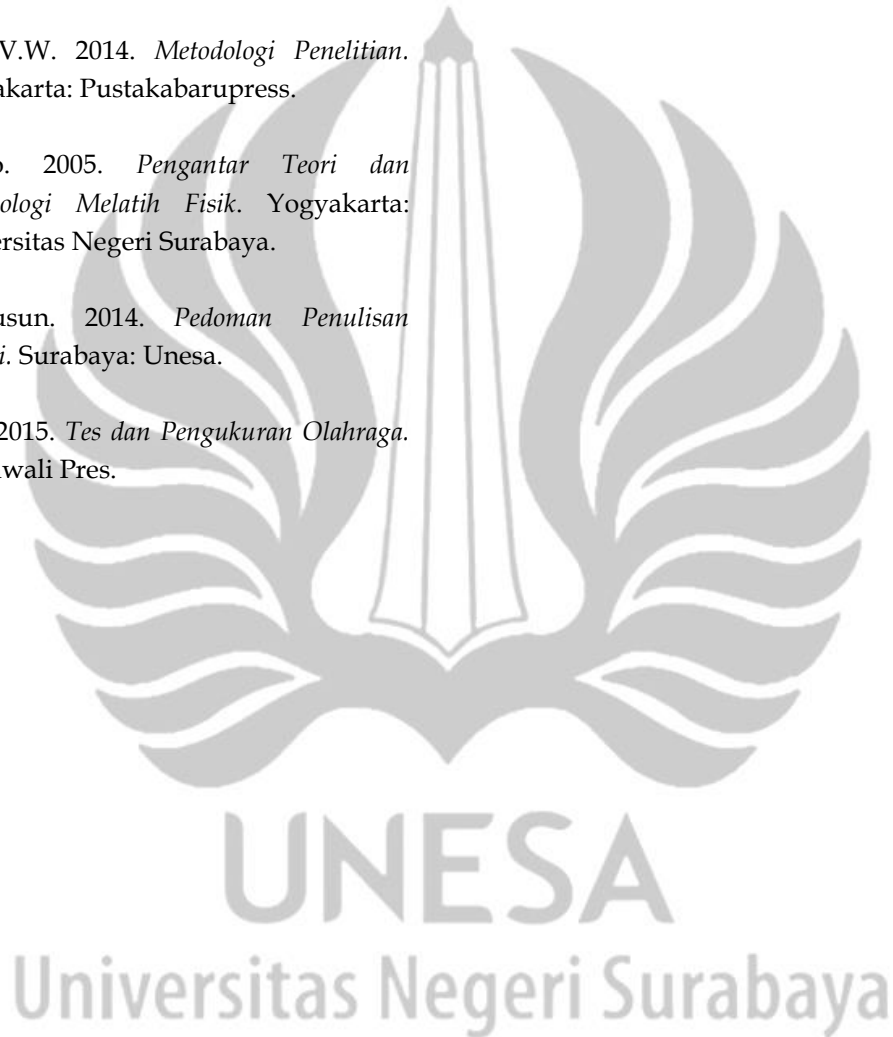 V.W. 2014. Metodologi Penelitian.
akarta: Pustakabarupress.
o. 2005. Pengantar Teori dan
ologi Melatih Fisik. Yogyakarta:
ersitas Negeri Surabaya.
usun. 2014. Pedoman Penulisan
i. Surabaya: Unesa.
2015. Tes dan Pengukuran Olahraga.
wali Pres.
UNESA
Universitas Negeri Surabaya